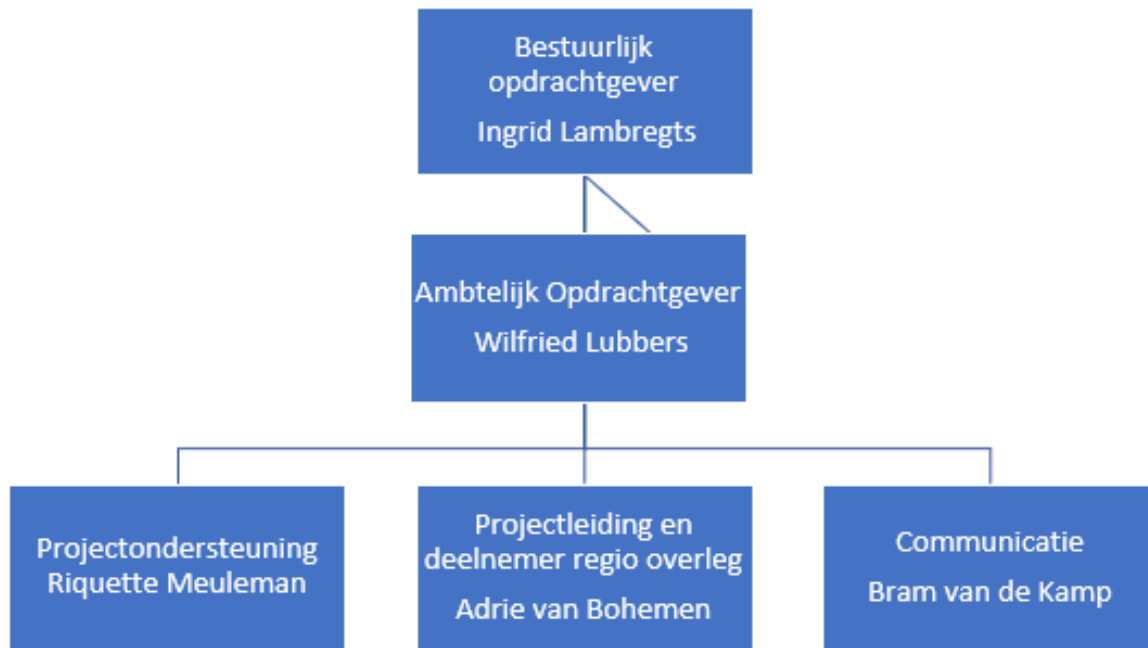 Bestuurlijk
opdrachtgever
Ingrid Lambregts
Ambtelijk Opdrachtgever
Wilfried Lubbers
Projectondersteuning
Riquette Meuleman
Projectleiding en
deelnemer regio overleg
Adrie van Bohemen
Communicatie
Bram van de Kamp